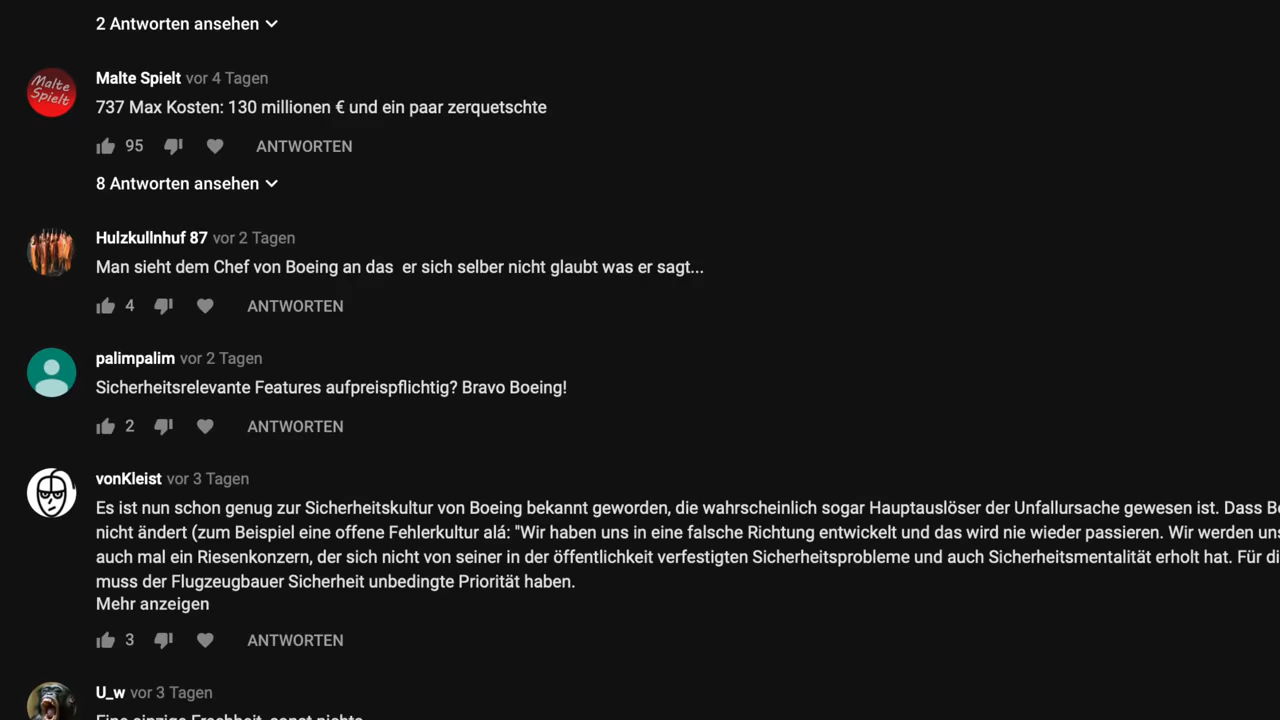 2 Antworten ansehen
Malte Spielt vor 4 Tagen
Malte
Spielt
737 Max Kosten: 130 millionen € und ein paar zerquetschte
95 ANTWORTEN
8 Antworten ansehen
Hulzkullnhuf 87 vor 2 Tagen
Man sieht dem Chef von Boeing an das  er sich selber nicht glaubt was er sagt...
4 ANTWORTEN
palimpalim vor 2 Tagen
Sicherheitsrelevante Features aufpreispflichtig? Bravo Boeing!
2 ANTWORTEN
vonKleist vor 3 Tagen
Es ist nun schon genug zur Sicherheitskultur von Boeing bekannt geworden, die wahrscheinlich sogar Hauptauslöser der Unfallursache gewesen ist. Dass
nicht ändert (zum Beispiel eine offene Fehlerkultur alá: "Wir haben uns in eine falsche Richtung entwickelt und das wird nie wieder passieren. Wir werden
auch mal ein Riesenkonzern, der sich nicht von seiner in der öffentlichkeit verfestigten Sicherheitsprobleme und auch Sicherheitsmentalität erholt hat. Für
muss der Flugzeugbauer Sicherheit unbedingte Priorität haben.
Mehr anzeigen
3 ANTWORTEN
U_w vor 3 Tagen
Eine einzige Frechheit, sonst nichts